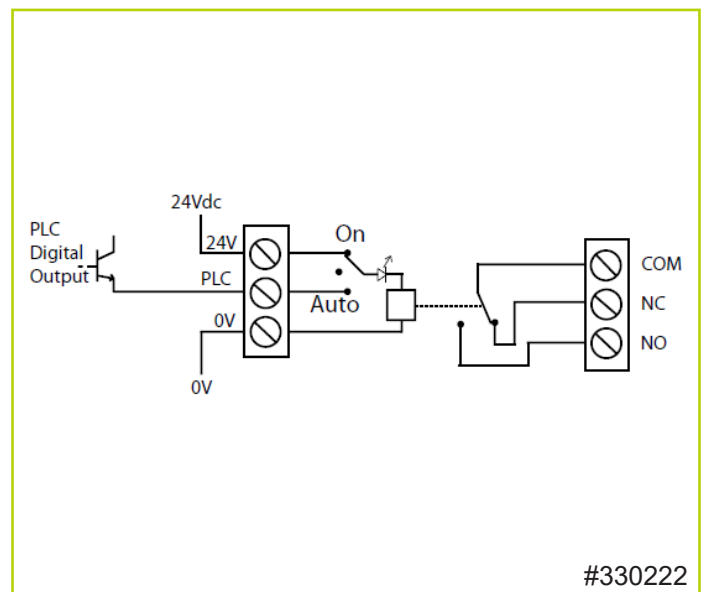 24Vdc
PLC
Digital
Output
24V
PLC
0V
0V
On
Auto
COM
NC
NO
#330222